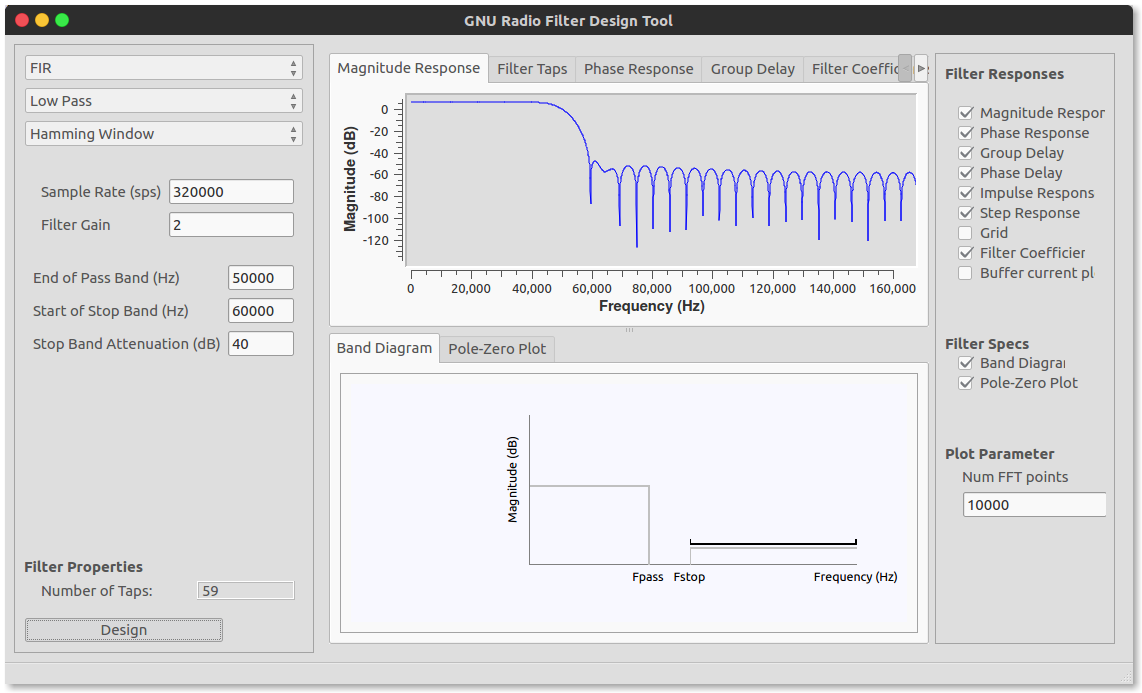 GNU Radio Filter Design Tool
FIR
Low Pass
Hamming Window
Sample Rate (sps) 320000
Filter Gain 2
End of Pass Band (Hz) 50000
Start of Stop Band (Hz) 60000
Stop Band Attenuation (dB) 40
Filter Properties
Number of Taps: 59
Design
Magnitude Response Filter Taps Phase Response Group Delay Filter Coeffic
Magnitude (dB)
0
-20
-40
-60
-80
-100
-120
0 20,000 40,000 60,000 80,000 100,000 120,000 140,000 160,000
Frequency (Hz)
Band Diagram Pole-Zero Plot
Magnitude (dB)
Fpass Fstop Frequency (Hz)
Filter Responses
Magnitude Respor
Phase Response
Group Delay
Phase Delay
Impulse Respons
Step Response
Grid
Filter Coefficier
Buffer current pl
Filter Specs
Band Diagrar
Pole-Zero Plot
Plot Parameter
Num FFT points
10000